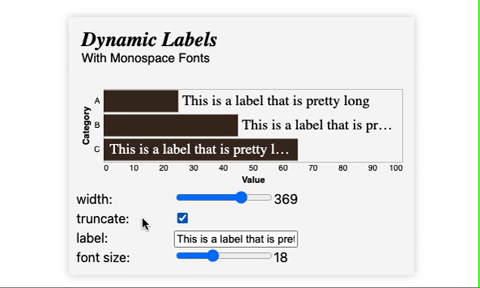 Dynamic Labels
With Monospace Fonts
A This is a label that is pretty long
B This is a label that is pr…
C This is a label that is pretty l…
Category
0 10 20 30 40 50 60 70 80 90 100
Value
width: 369
truncate:
label: This is a label that is pre
font size: 18